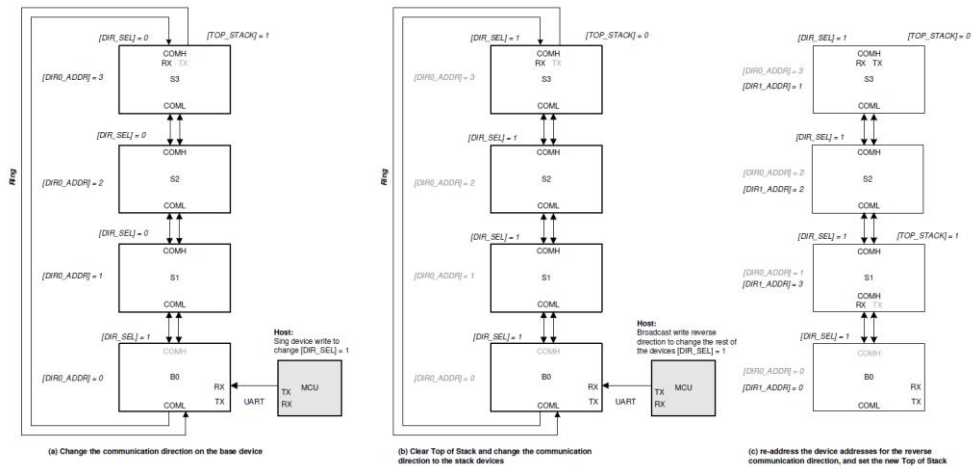 [DIR_SEL] = 0
[TOP_STACK] = 1
COMH
RX TX
[DIR0_ADDR] = 3
S3
COML
[DIR_SEL] = 0
COMH
Ring
[DIR0_ADDR] = 2
S2
COML
[DIR_SEL] = 0
COMH
[DIR0_ADDR] = 1
S1
COML
[DIR_SEL] = 1
COMH
Host:
Sing device write to
change [DIR_SEL] = 1
[DIR0_ADDR] = 0
B0
RX
TX
COML
UART
TX
RX
MCU
(a) Change the communication direction on the base device
[DIR_SEL] = 1
[TOP_STACK] = 0
COMH
RX TX
[DIR0_ADDR] = 3
S3
COML
[DIR_SEL] = 1
COMH
Ring
[DIR0_ADDR] = 2
S2
COML
[DIR_SEL] = 1
COMH
[DIR0_ADDR] = 1
S1
COML
[DIR_SEL] = 1
COMH
Host:
Broadcast write reverse
direction to change the rest of
the devices [DIR_SEL] = 1
[DIR0_ADDR] = 0
B0
RX
TX
COML
UART
TX
RX
MCU
(b) Clear Top of Stack and change the communication
direction to the stack devices
[DIR_SEL] = 1
[TOP_STACK] = 0
COMH
RX TX
[DIR0_ADDR] = 3
[DIR1_ADDR] = 1
S3
COML
[DIR_SEL] = 1
COMH
[DIR0_ADDR] = 2
[DIR1_ADDR] = 2
S2
COML
[DIR_SEL] = 1
[TOP_STACK] = 1
COMH
[DIR0_ADDR] = 1
[DIR1_ADDR] = 3
S1
COMH
RX TX
[DIR_SEL] = 1
COMH
[DIR0_ADDR] = 0
[DIR1_ADDR] = 0
B0
RX
TX
COML
(c) re-address the device addresses for the reverse
communication direction, and set the new Top of Stack